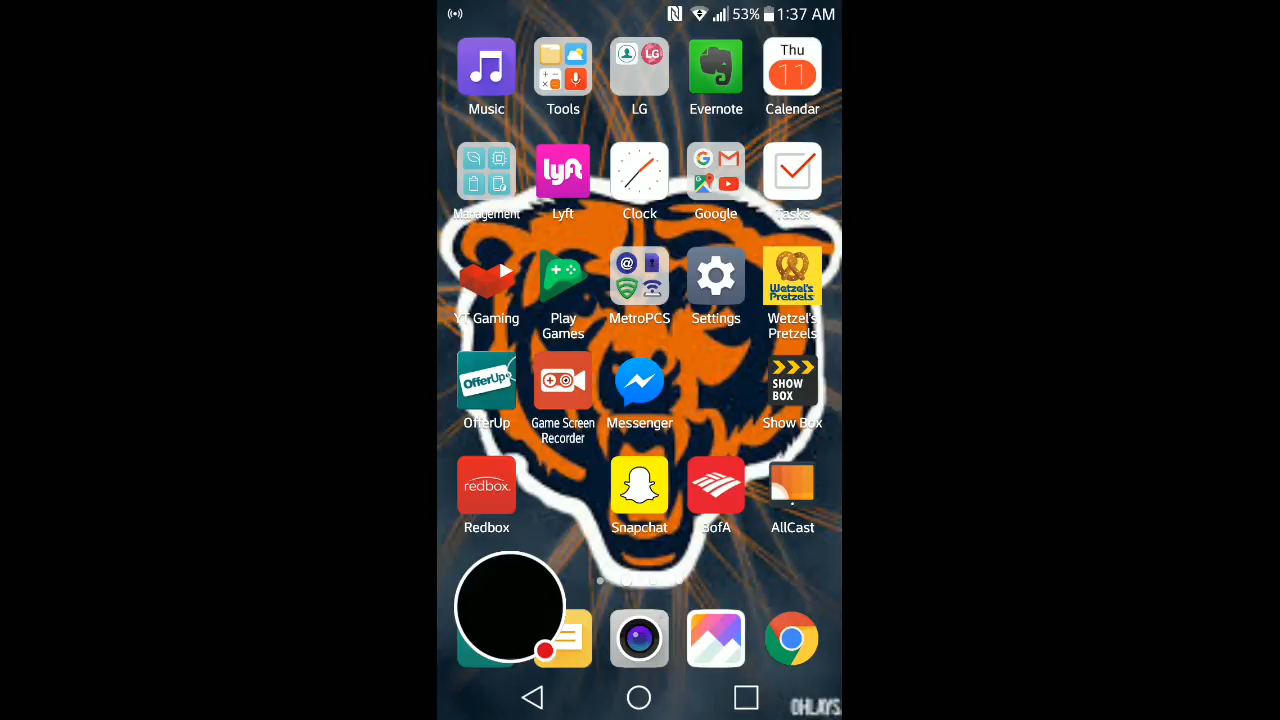 53% 1:37 AM
Thu
11
LG
Music Tools LG Evernote Calendar
lyft
G
Management Lyft Clock Google Tasks
@
Wetzel's
Pretzels
YT Gaming Play Games MetroPCS Settings Wetzel's Pretzels
OfferUp
SHOW
BOX
OfferUp Game Screen Recorder Messenger Show Box
redbox.
Redbox Snapchat BofA AllCast
OHLAYS